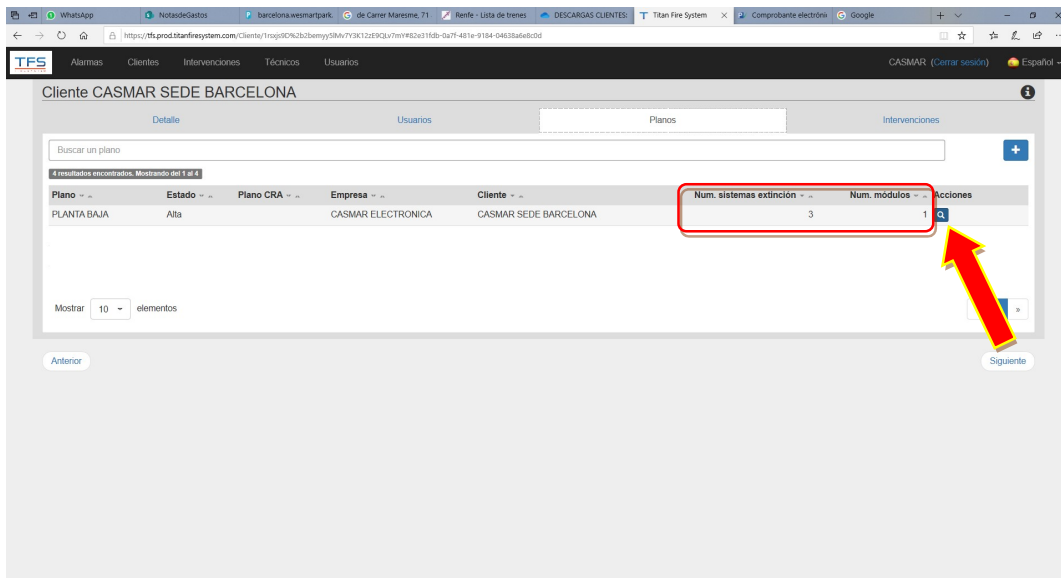 WhatsApp NotasdeGastos barcelona.wesmartpark. de Carrer Maresme, 71 Renfe - Lista de trenes DESCARGAS CLIENTES: Titan Fire System Comprobante electróni Google
https://tfs.prod.titanfiresystem.com/Cliente/1rsxjs9D%2b2bemyy5lMv7Y3K12zE9QLv7mY#82e31fdb-0a7f-481e-9184-04638a6e8c0d
TFS Alarmas Clientes Intervenciones Técnicos Usuarios CASMAR (Cerrar sesión) Español
Cliente CASMAR SEDE BARCELONA
Detalle Usuarios Planos Intervenciones
Buscar un plano
4 resultados encontrados. Mostrando del 1 al 4
Plano Estado Plano CRA Empresa Cliente Num. sistemas extinción Num. módulos Acciones
PLANTA BAJA Alta CASMAR ELECTRONICA CASMAR SEDE BARCELONA 3 1
Mostrar 10 elementos »
Anterior Siguiente